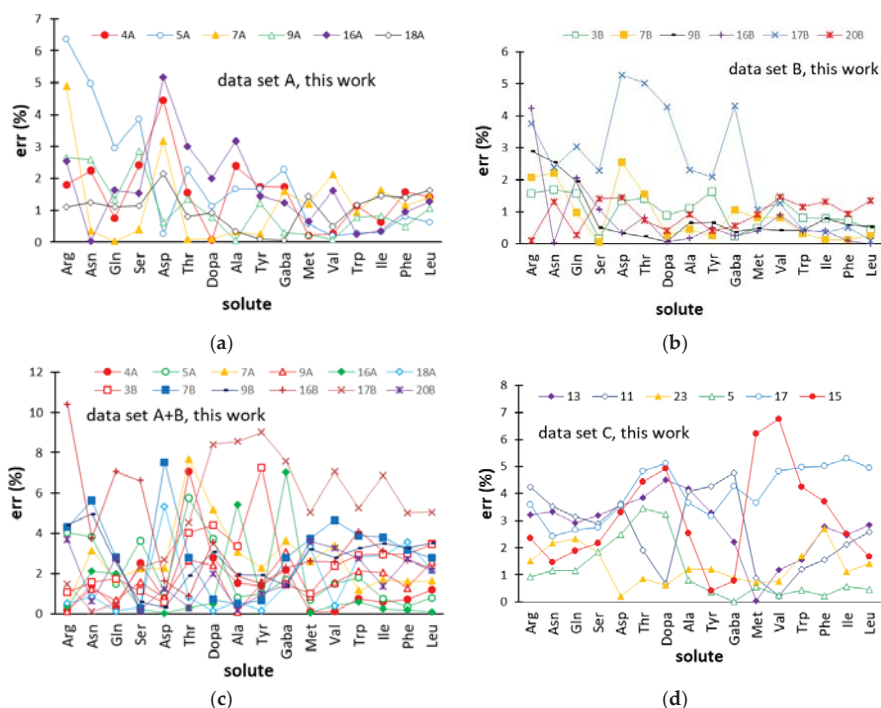 7
6
5
4
3
2
1
0
err (%)
4A 5A 7A 9A 16A 18A
data set A, this work
Arg Asn Gln Ser Asp Thr Dopa Ala Tyr Gaba Met Val Trp Ile Phe Leu
solute
(a)
6
5
4
3
2
1
0
err (%)
3B 7B 9B 16B 17B 20B
data set B, this work
Arg Asn Gln Ser Asp Thr Dopa Ala Tyr Gaba Met Val Trp Ile Phe Leu
solute
(b)
12
10
8
6
4
2
0
err (%)
4A 5A 7A 9A 16A 18A
3B 7B 9B 16B 17B 20B
data set A+B, this work
Arg Asn Gln Ser Asp Thr Dopa Ala Tyr Gaba Met Val Trp Ile Phe Leu
solute
(c)
8
7
6
5
4
3
2
1
0
err (%)
13 11 23 5 17 15
data set C, this work
Arg Asn Gln Ser Asp Thr Dopa Ala Tyr Gaba Met Val Trp Phe Ile Leu
solute
(d)